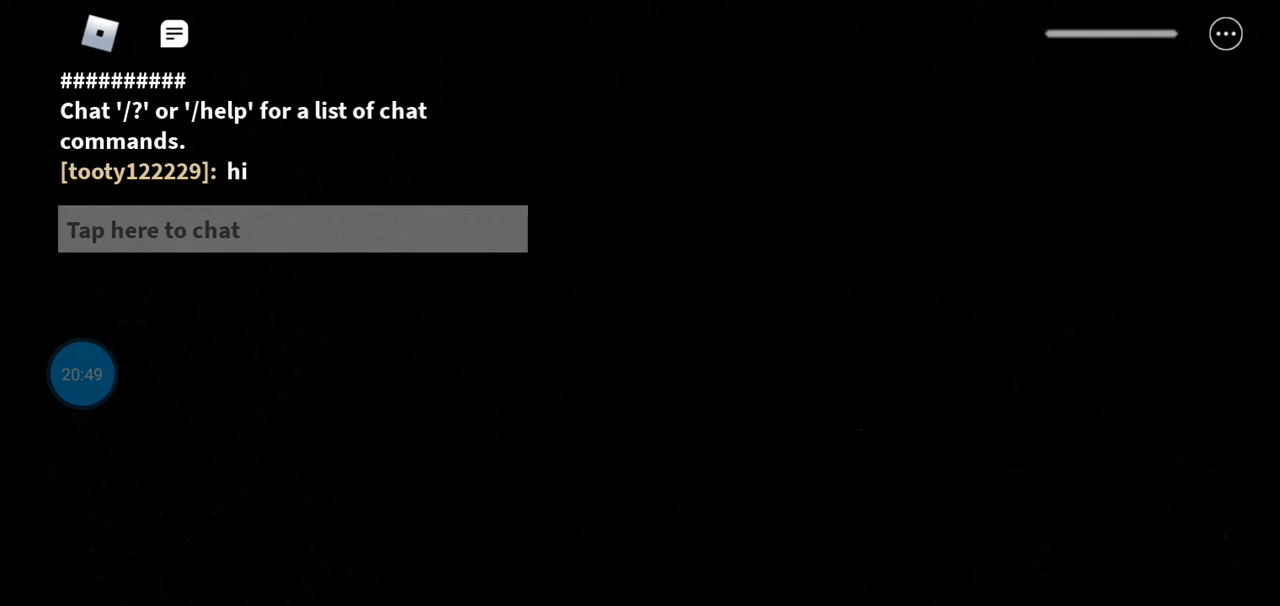 ##########
Chat '/?' or '/help' for a list of chat
commands.
[tooty122229]: hi
Tap here to chat
20:49